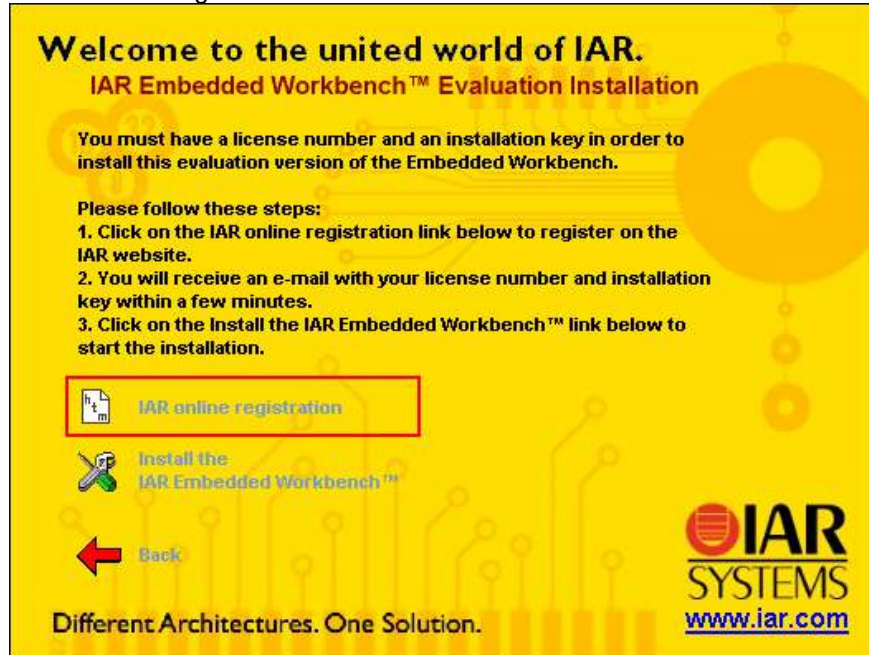 Welcome to the united world of IAR.
IAR Embedded Workbench™ Evaluation Installation
You must have a license number and an installation key in order to
install this evaluation version of the Embedded Workbench.
Please follow these steps:
1. Click on the IAR online registration link below to register on the
IAR website.
2. You will receive an e-mail with your license number and installation
key within a few minutes.
3. Click on the Install the IAR Embedded Workbench™ link below to
start the installation.
htm
IAR online registration
Install the
IAR Embedded Workbench™
Back
IAR
SYSTEMS
Different Architectures. One Solution.
www.iar.com